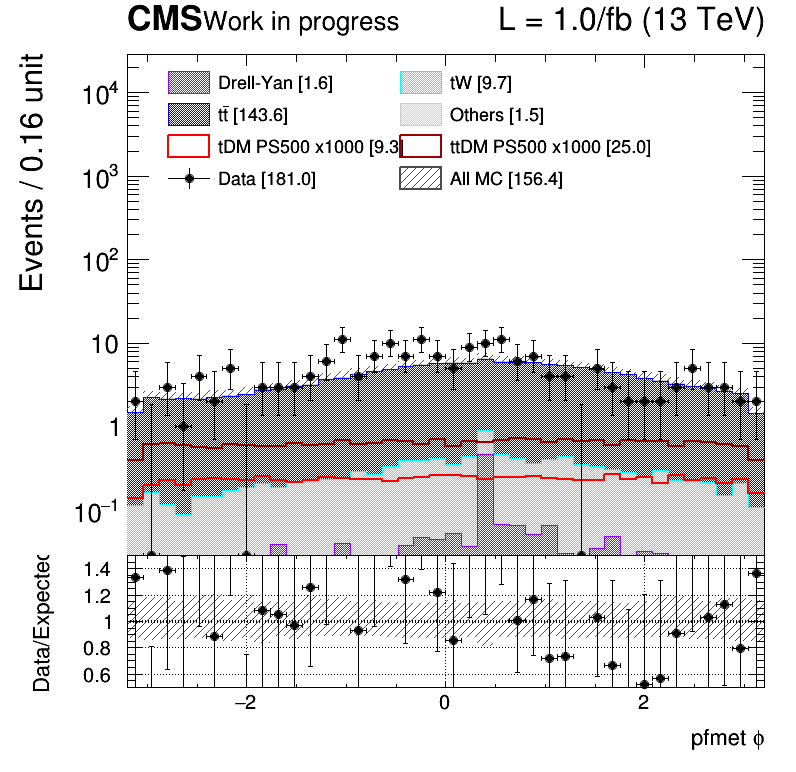 CMS Work in progress L = 1.0/fb (13 TeV)
Events / 0.16 unit
Drell-Yan [1.6] tW [9.7]
tt̄ [143.6] Others [1.5]
tDM PS500 x1000 [9.3 ttDM PS500 x1000 [25.0]
Data [181.0] All MC [156.4]
10⁴
10³
10²
10
1
10⁻¹
Data/Expected
1.4
1.2
1
0.8
0.6
−2 0 2
pfmet ϕ